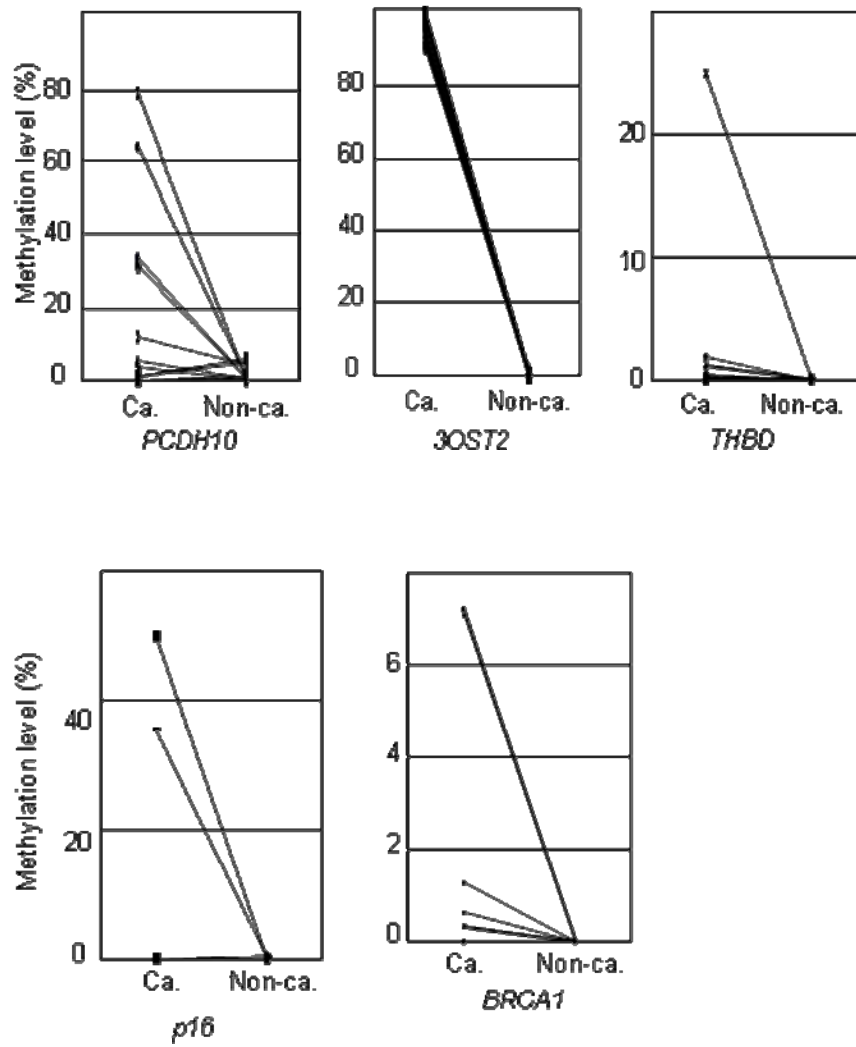 Methylation level (%)
80
60
40
20
0
Ca. Non-ca.
PCDH10
80
60
40
20
0
Ca. Non-ca.
3OST2
20
10
0
Ca. Non-ca.
THBD
Methylation level (%)
40
20
0
Ca. Non-ca.
p16
6
4
2
0
Ca. Non-ca.
BRCA1